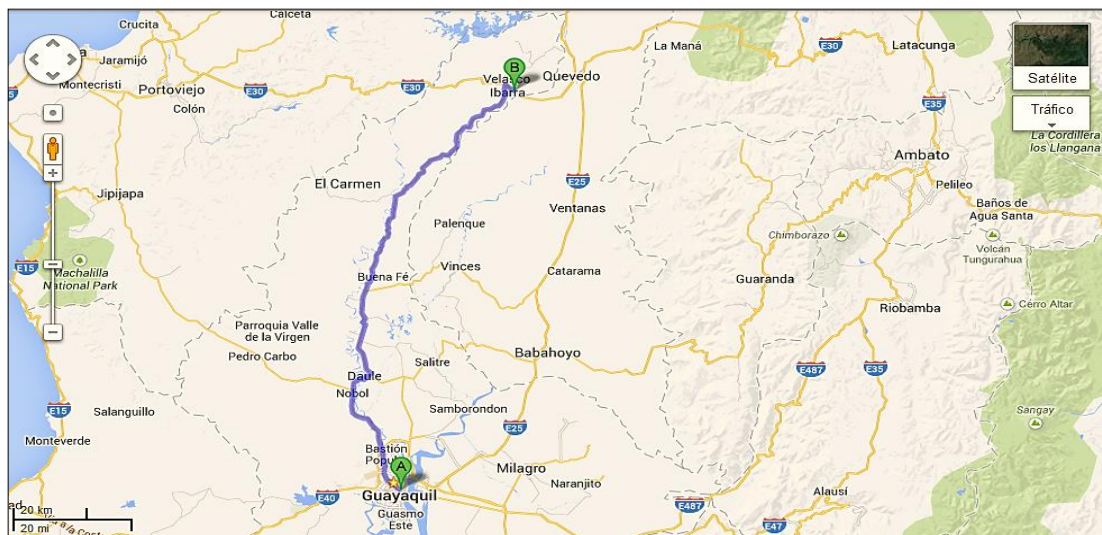 Crucita
Calceta
Jaramijó
Montecristi
Portoviejo
Colón
E30
E30
Velasco
Ibarra
B
Quevedo
La Maná
E30
Latacunga
E35
Satélite
Tráfico
La Cordillera
los Llangana
Ambato
Pelileo
Baños de
Agua Santa
El Carmen
Jipijapa
E25
Ventanas
Palenque
Chimborazo
Volcán
Tungurahua
E15
Machalilla
National Park
Buena Fé
Vinces
Catarama
Guaranda
Riobamba
Cerro Altar
Parroquia Valle
de la Virgen
Pedro Carbo
Babahoyo
Salitre
Daule
Nobol
E487
E35
E15
Salanguillo
Samborondon
E25
Sangay
Monteverde
Bastión
Popul
A
Milagro
Naranjito
Guayaquil
E40
Guasmo
Este
Alausí
E487
E47
20 km
20 mi